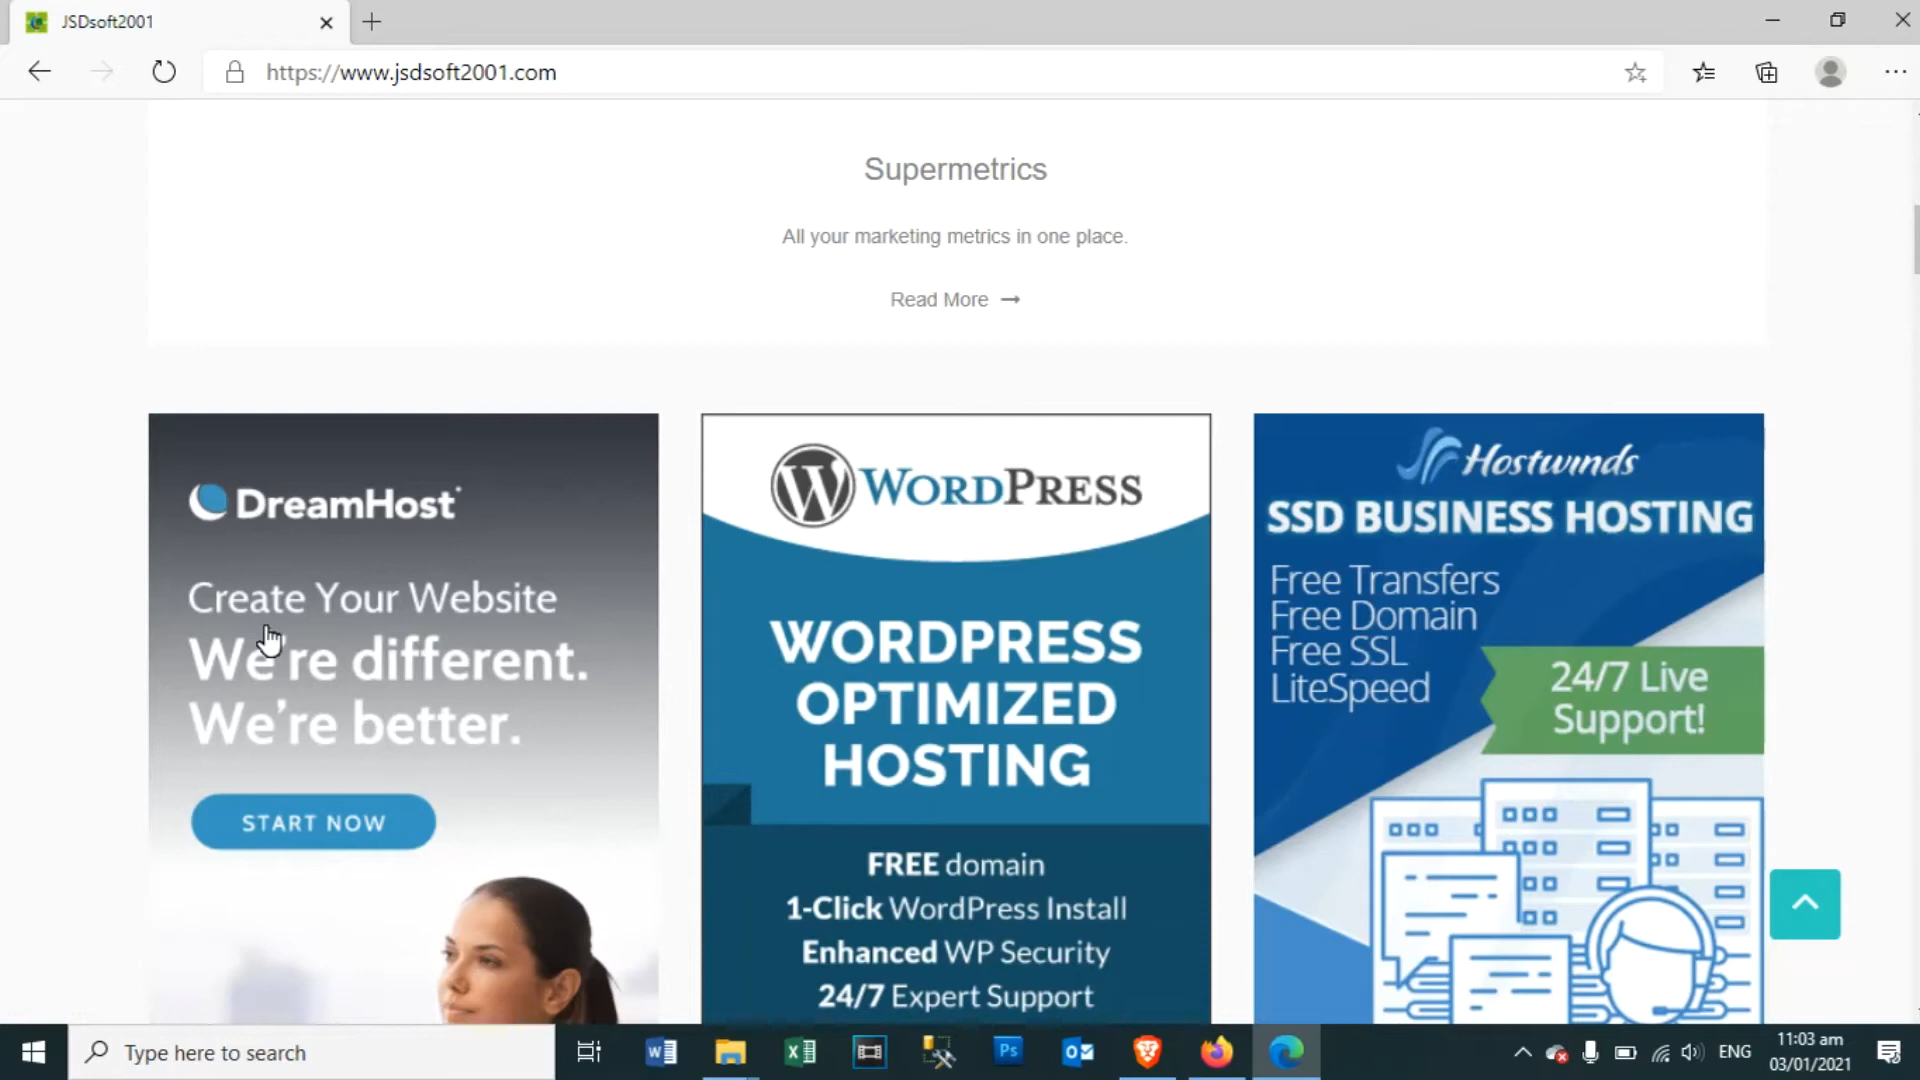 JSDsoft2001
https://www.jsdsoft2001.com
Supermetrics
All your marketing metrics in one place.
Read More →
DreamHost
Create Your Website
We're different.
We're better.
START NOW
WORDPRESS
WORDPRESS
OPTIMIZED
HOSTING
FREE domain
1-Click WordPress Install
Enhanced WP Security
24/7 Expert Support
Hostwinds
SSD BUSINESS HOSTING
Free Transfers
Free Domain
Free SSL
LiteSpeed
24/7 Live
Support!
Type here to search
Ps
ENG
11:03 am
03/01/2021